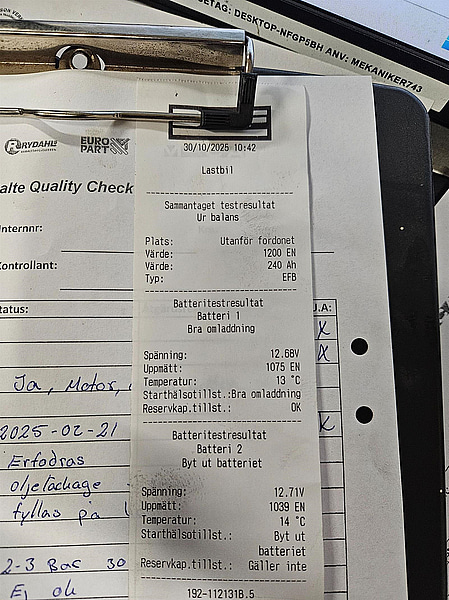 ETAG: DESKTOP-NFGP5BH ANV: MEKANIKER743
RYDAHL
EURO
PART
30/10/2025 10:42
Lastbil
alte Quality Check
Sammantaget testresultat
Ur balans
nternnr:
Plats: Utanför fordonet
Värde: 1200 EN
Värde: 240 Ah
Typ: EFB
Kontrollant:
Batteritestresultat
Batteri 1
Bra omladdning
tatus:
J.A:
X
X
Spänning: 12.68V
Uppmätt: 1075 EN
Temperatur: 13 °C
Starthälsotillst.:Bra omladdning
Reservkap.tillst.: OK
Ja, Motor,
X
2025-02-21
Batteritestresultat
Batteri 2
Byt ut batteriet
Erfodras
oljeläckage
fyllas på
Spänning: 12.71V
Uppmätt: 1039 EN
Temperatur: 14 °C
Starthälsotillst.: Byt ut
batteriet
Reservkap.tillst.: Gäller inte
2-3 Bac 30
Ej ok
192-112131B.5